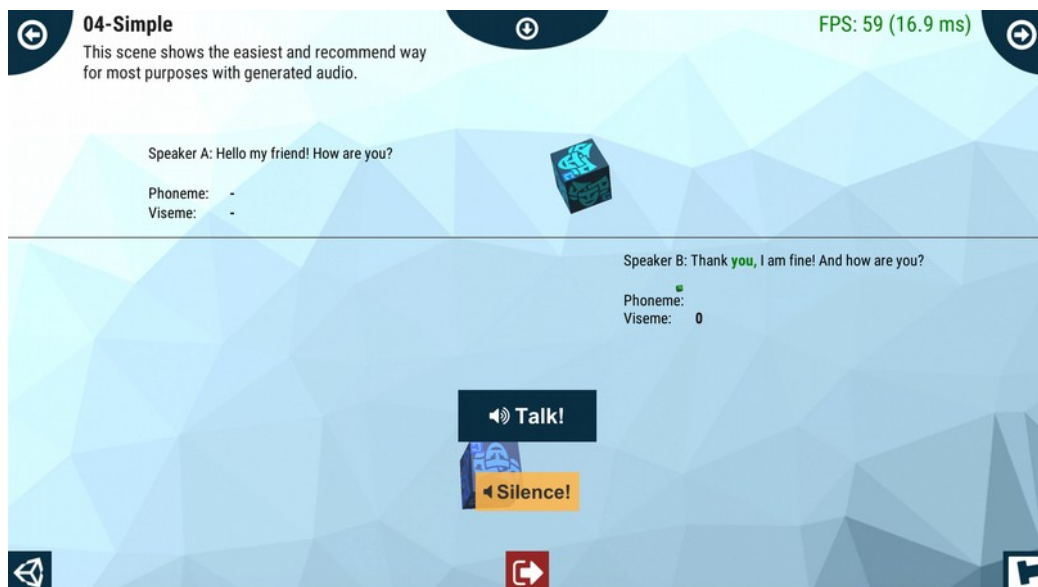 04-Simple
FPS: 59 (16.9 ms)
This scene shows the easiest and recommend way
for most purposes with generated audio.
Speaker A: Hello my friend! How are you?
Phoneme: -
Viseme: -
Speaker B: Thank you, I am fine! And how are you?
Phoneme:
Viseme: 0
Talk!
Silence!